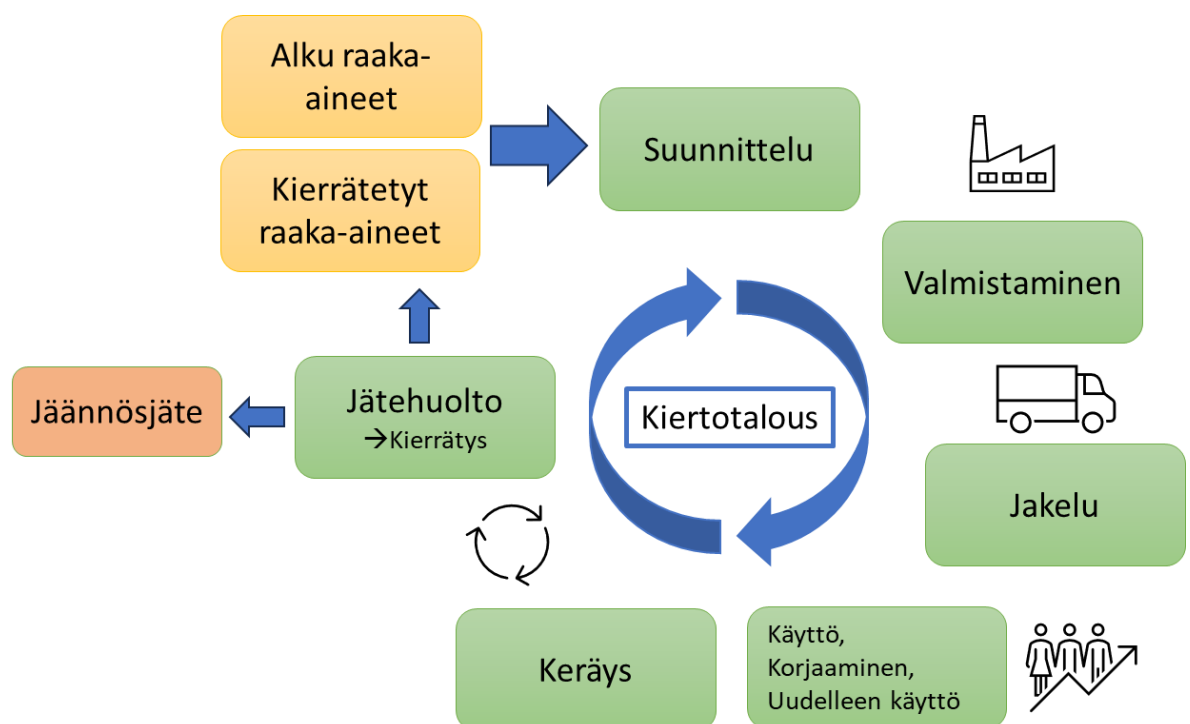 Alku raaka-
aineet
Kierrätetyt
raaka-aineet
Suunnittelu
Valmistaminen
Jäännösjäte
Jätehuolto
→Kierrätys
Kiertotalous
Jakelu
Keräys
Käyttö,
Korjaaminen,
Uudelleen käyttö